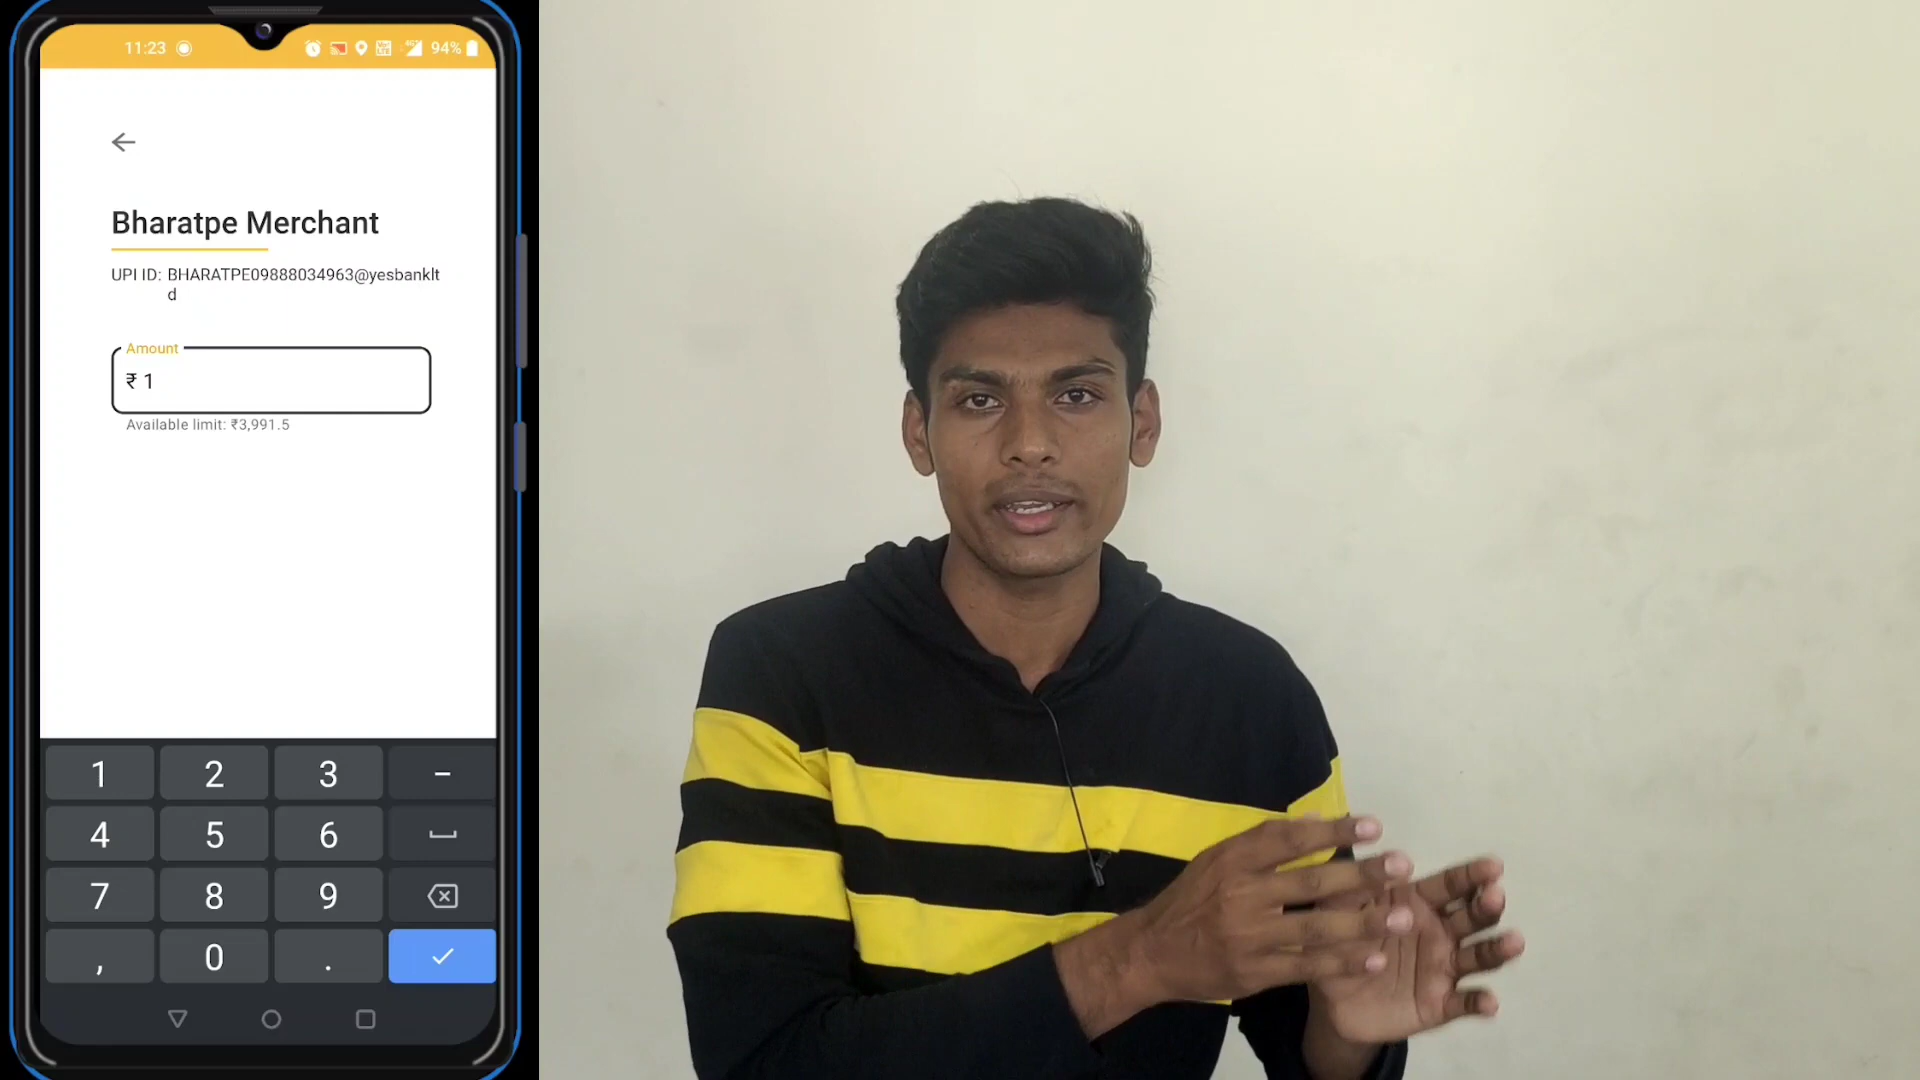 11:23 94%
Bharatpe Merchant
UPI ID: BHARATPE09888034963@yesbanklt
d
Amount
₹ 1
Available limit: ₹3,991.5
1 2 3 -
4 5 6
7 8 9
, 0 .